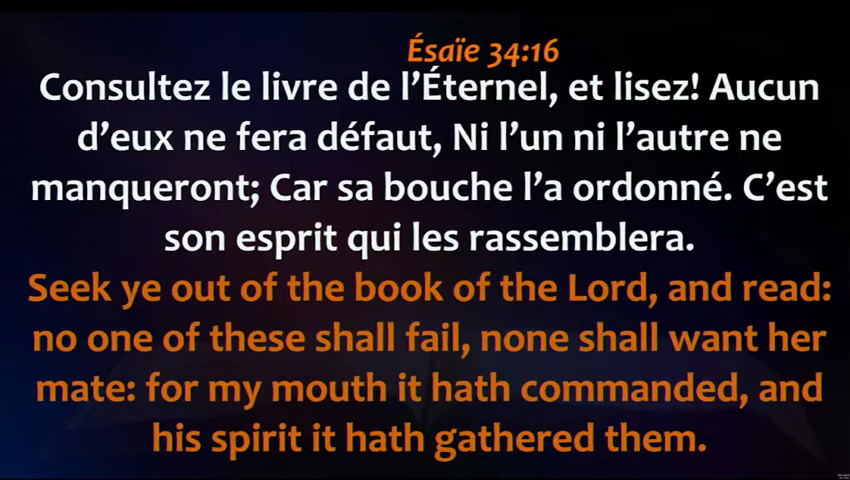 Ésaïe 34:16
Consultez le livre de l’Éternel, et lisez! Aucun
d’eux ne fera défaut, Ni l’un ni l’autre ne
manqueront; Car sa bouche l’a ordonné. C’est
son esprit qui les rassemblera.
Seek ye out of the book of the Lord, and read:
no one of these shall fail, none shall want her
mate: for my mouth it hath commanded, and
his spirit it hath gathered them.